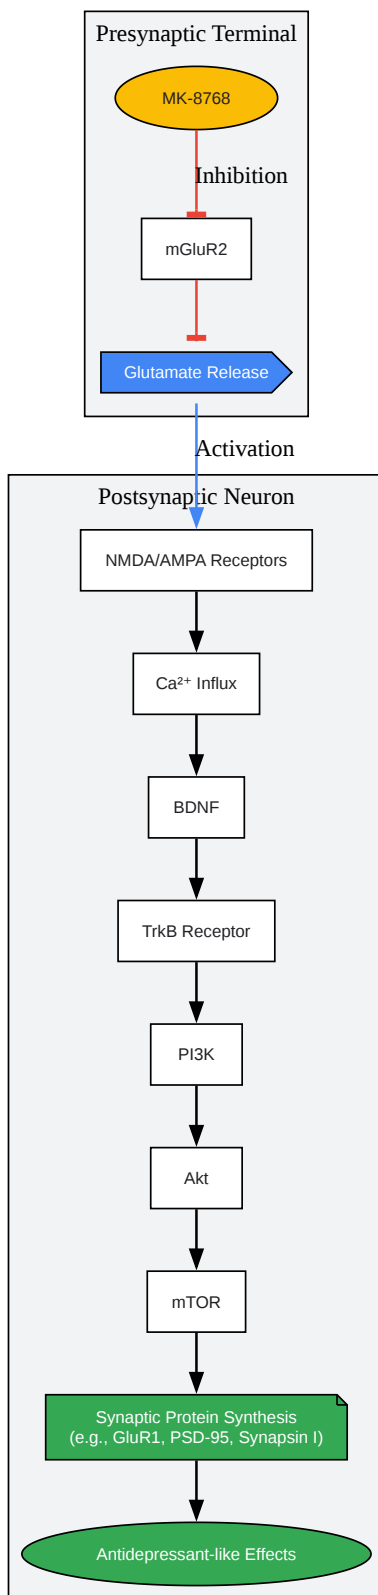 Presynaptic Terminal
MK-8768
Inhibition
mGluR2
Glutamate Release
Activation
Postsynaptic Neuron
NMDA/AMPA Receptors
Ca²⁺ Influx
BDNF
TrkB Receptor
PI3K
Akt
mTOR
Synaptic Protein Synthesis
(e.g., GluR1, PSD-95, Synapsin I)
Antidepressant-like Effects